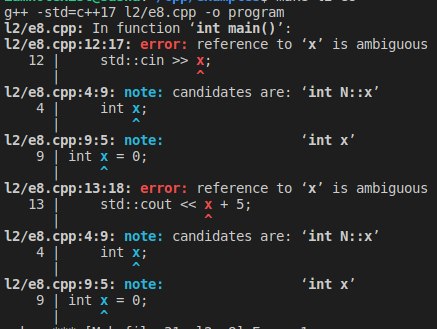 g++ -std=c++17 l2/e8.cpp -o program
l2/e8.cpp: In function ‘int main()’:
l2/e8.cpp:12:17: error: reference to ‘x’ is ambiguous
12 | std::cin >> x;
| ^
l2/e8.cpp:4:9: note: candidates are: ‘int N::x’
4 | int x;
| ^
l2/e8.cpp:9:5: note: ‘int x’
9 | int x = 0;
| ^
l2/e8.cpp:13:18: error: reference to ‘x’ is ambiguous
13 | std::cout << x + 5;
| ^
l2/e8.cpp:4:9: note: candidates are: ‘int N::x’
4 | int x;
| ^
l2/e8.cpp:9:5: note: ‘int x’
9 | int x = 0;
| ^